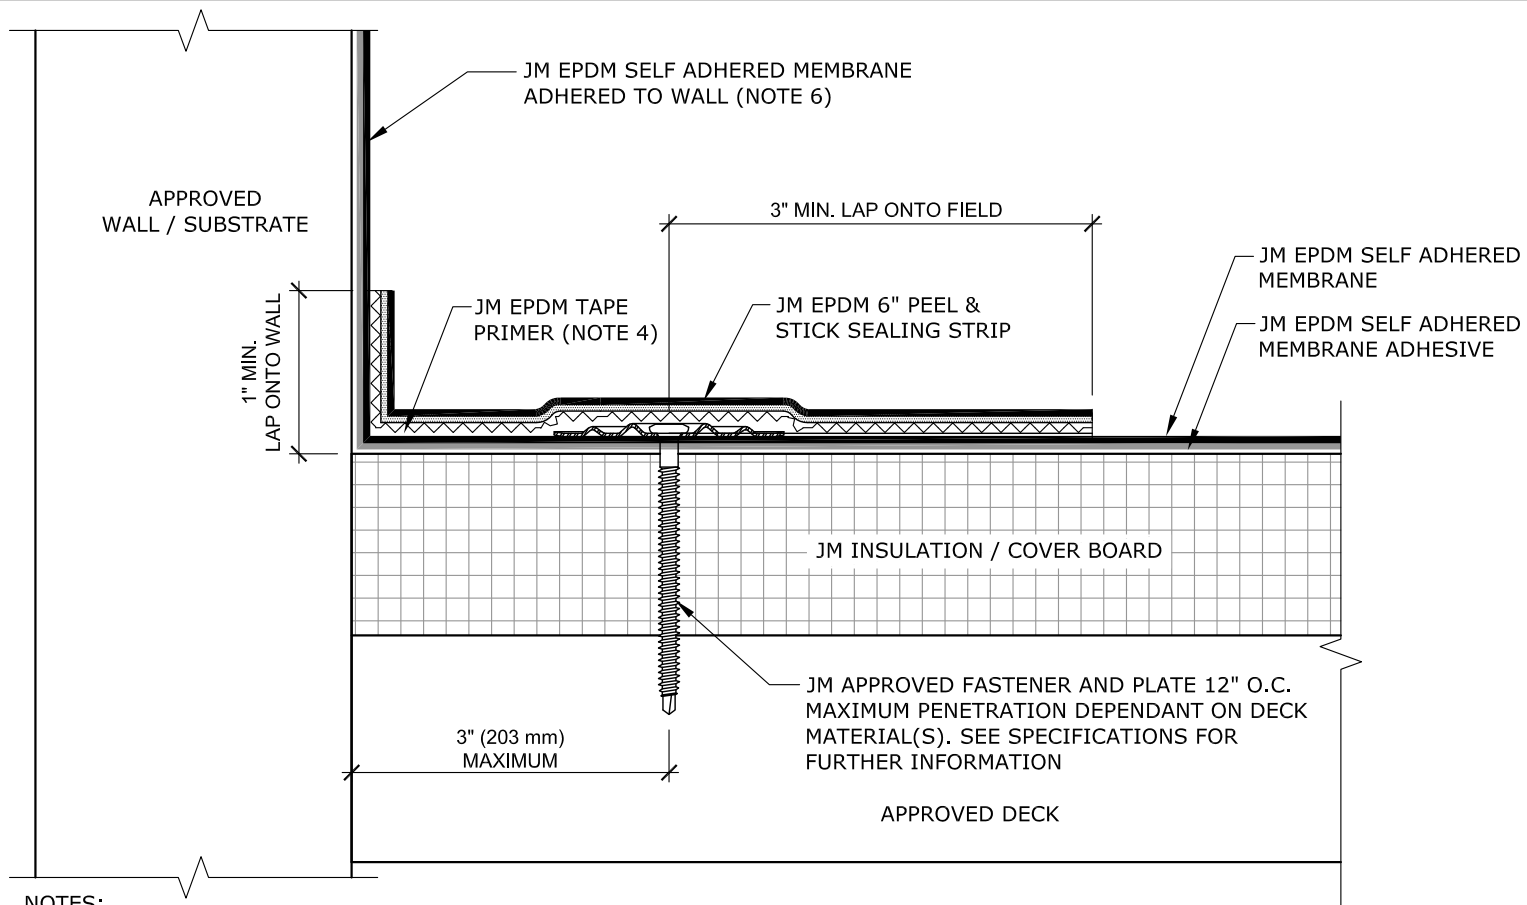 JM EPDM SELF ADHERED MEMBRANE
ADHERED TO WALL (NOTE 6)
APPROVED
WALL / SUBSTRATE
3" MIN. LAP ONTO FIELD
JM EPDM SELF ADHERED
MEMBRANE
JM EPDM TAPE
PRIMER (NOTE 4)
JM EPDM 6" PEEL &
STICK SEALING STRIP
JM EPDM SELF ADHERED
MEMBRANE ADHESIVE
1" MIN.
LAP ONTO WALL
JM INSULATION / COVER BOARD
JM APPROVED FASTENER AND PLATE 12" O.C.
MAXIMUM PENETRATION DEPENDANT ON DECK
MATERIAL(S). SEE SPECIFICATIONS FOR
FURTHER INFORMATION
3" (203 mm)
MAXIMUM
APPROVED DECK
NOTES: